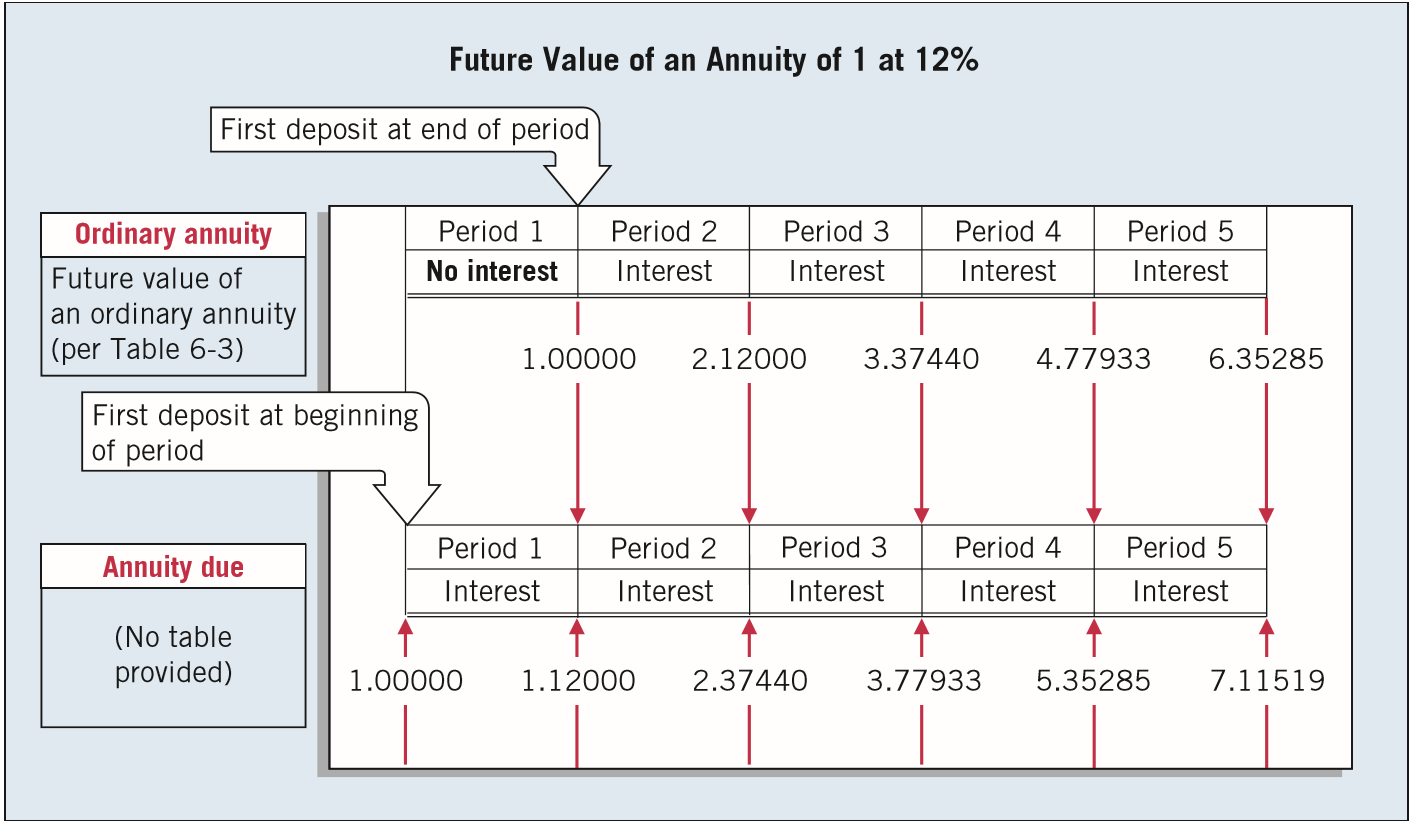 Future Value of an Annuity of 1 at 12%
First deposit at end of period
Ordinary annuity
Future value of
an ordinary annuity
(per Table 6-3)
Period 1 Period 2 Period 3 Period 4 Period 5
No interest Interest Interest Interest Interest
1.00000 2.12000 3.37440 4.77933 6.35285
First deposit at beginning
of period
Annuity due
(No table
provided)
Period 1 Period 2 Period 3 Period 4 Period 5
Interest Interest Interest Interest Interest
1.00000 1.12000 2.37440 3.77933 5.35285 7.11519